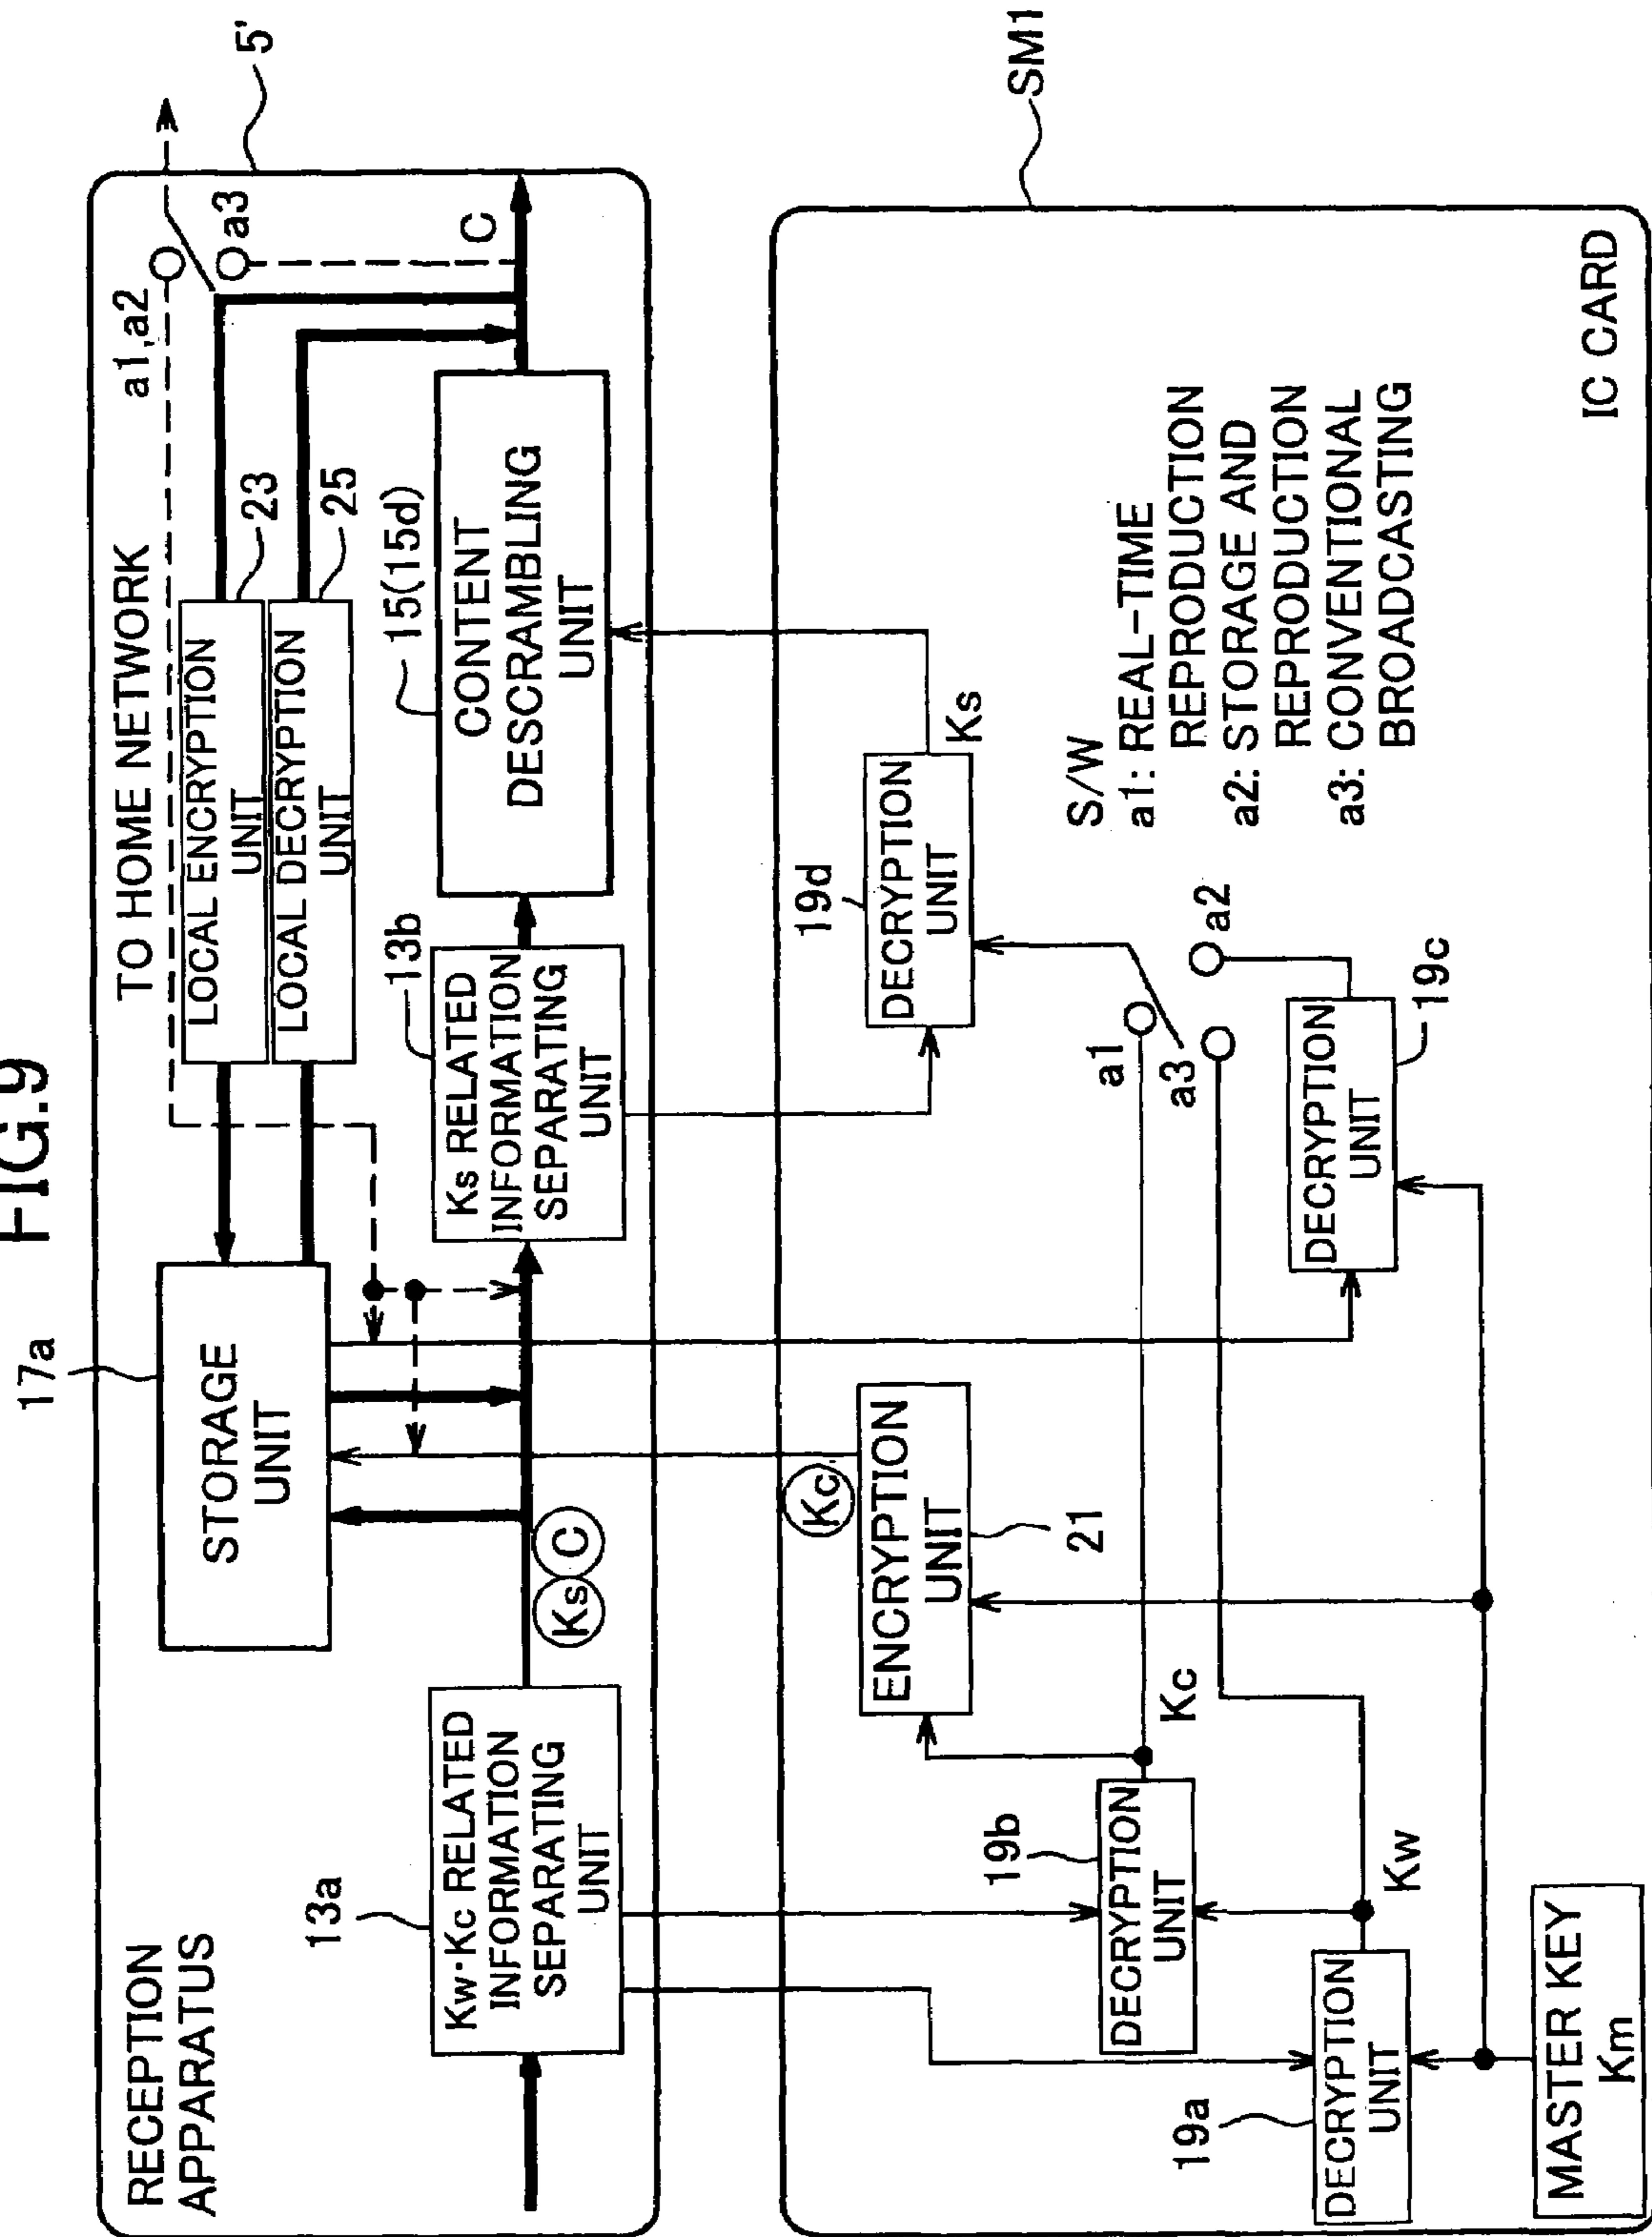 FIG.9
RECEPTION
APPARATUS
5'
17a
STORAGE
UNIT
TO HOME NETWORK
a1,a2
a3
LOCAL ENCRYPTION
UNIT
23
LOCAL DECRYPTION
UNIT
25
13a
Kw·Kc RELATED
INFORMATION
SEPARATING
UNIT
Ks
C
13b
Ks RELATED
INFORMATION
SEPARATING
UNIT
15(15d)
CONTENT
DESCRAMBLING
UNIT
C
SM1
Kc
ENCRYPTION
UNIT
21
19d
DECRYPTION
UNIT
Ks
19b
DECRYPTION
UNIT
Kc
a1
a3
a2
19a
DECRYPTION
UNIT
Kw
DECRYPTION
UNIT
19c
MASTER KEY
Km
S/W
a1: REAL-TIME
REPRODUCTION
a2: STORAGE AND
REPRODUCTION
a3: CONVENTIONAL
BROADCASTING
IC CARD